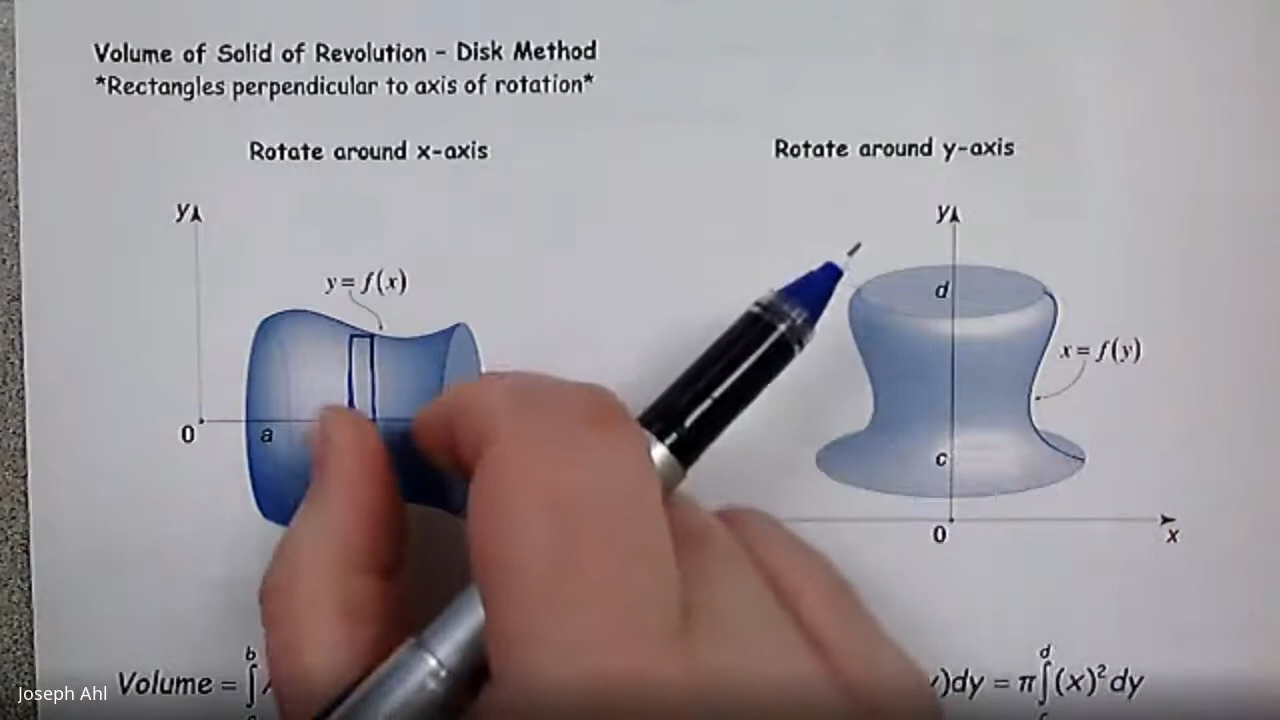 Volume of Solid of Revolution - Disk Method
*Rectangles perpendicular to axis of rotation*
Rotate around x-axis
Rotate around y-axis
y
y = f(x)
0
a
y
d
x = f(y)
c
0
x
b
Volume = ∫
d
)dy = π∫(x)²dy
Joseph Ahl